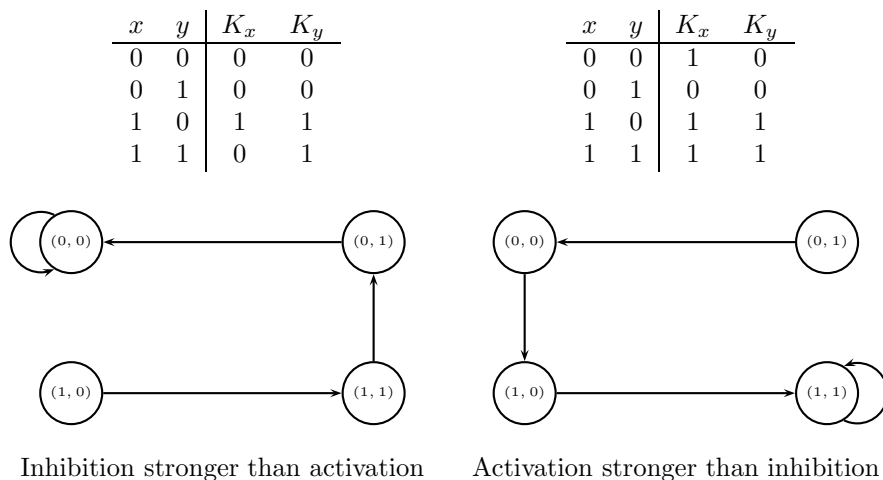 x y K_x K_y
0 0 0 0
0 1 0 0
1 0 1 1
1 1 0 1
x y K_x K_y
0 0 1 0
0 1 0 0
1 0 1 1
1 1 1 1
(0, 0)
(0, 1)
(1, 0)
(1, 1)
Inhibition stronger than activation
(0, 0)
(0, 1)
(1, 0)
(1, 1)
Activation stronger than inhibition